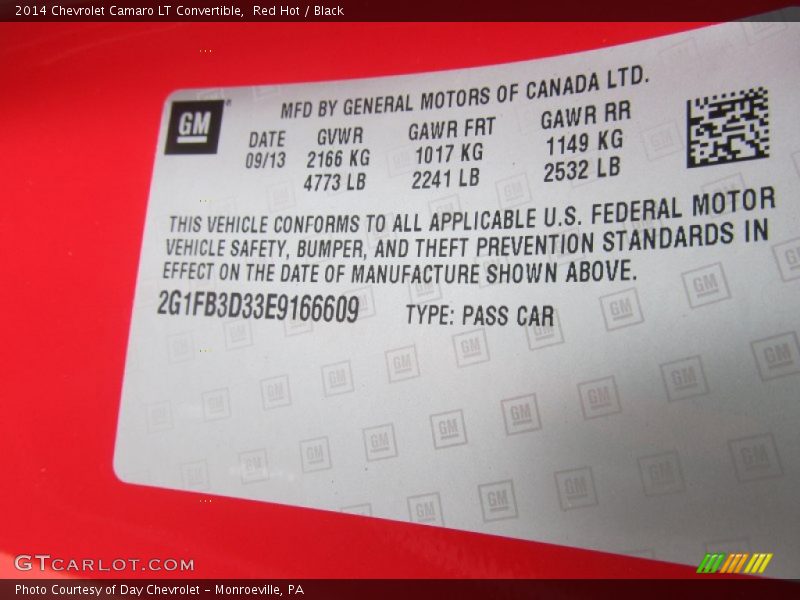 2014 Chevrolet Camaro LT Convertible,  Red Hot / Black
GM
MFD BY GENERAL MOTORS OF CANADA LTD.
DATE GVWR GAWR FRT GAWR RR
09/13 2166 KG 1017 KG 1149 KG
4773 LB 2241 LB 2532 LB
THIS VEHICLE CONFORMS TO ALL APPLICABLE U.S. FEDERAL MOTOR
VEHICLE SAFETY, BUMPER, AND THEFT PREVENTION STANDARDS IN
EFFECT ON THE DATE OF MANUFACTURE SHOWN ABOVE.
2G1FB3D33E9166609 TYPE: PASS CAR
GTCARLOT.COM
Photo Courtesy of Day Chevrolet - Monroeville, PA